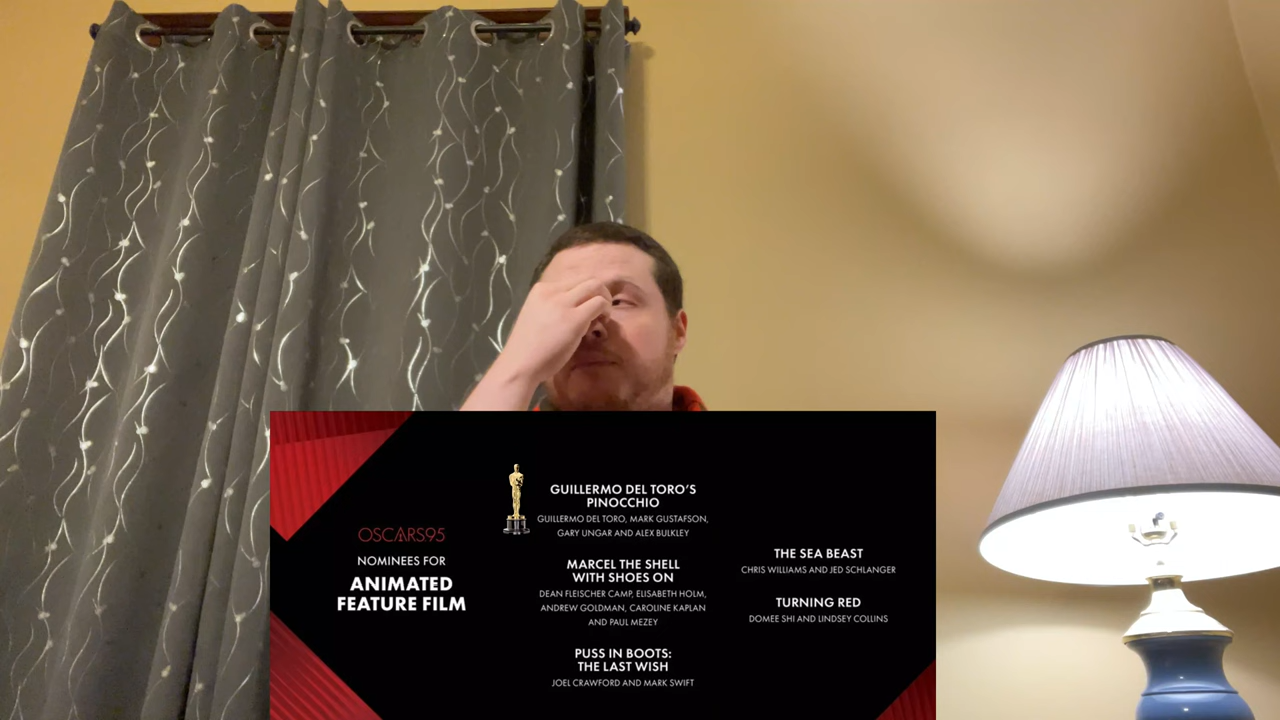 OSCARS95
NOMINEES FOR
ANIMATED
FEATURE FILM
GUILLERMO DEL TORO'S
PINOCCHIO
GUILLERMO DEL TORO, MARK GUSTAFSON,
GARY UNGAR AND ALEX BULKLEY
MARCEL THE SHELL
WITH SHOES ON
DEAN FLEISCHER CAMP, ELISABETH HOLM,
ANDREW GOLDMAN, CAROLINE KAPLAN
AND PAUL MEZEY
PUSS IN BOOTS:
THE LAST WISH
JOEL CRAWFORD AND MARK SWIFT
THE SEA BEAST
CHRIS WILLIAMS AND JED SCHLANGER
TURNING RED
DOMEE SHI AND LINDSEY COLLINS